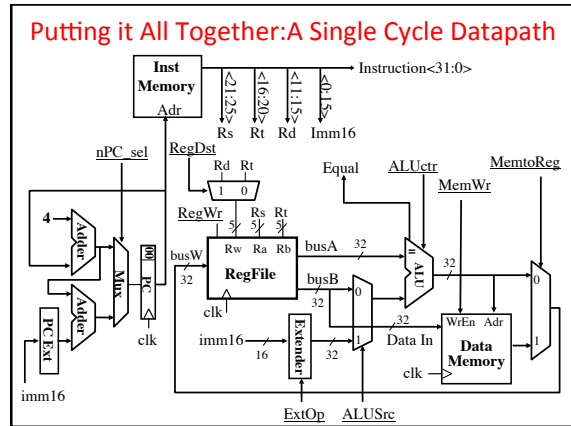 Putting it All Together:A Single Cycle Datapath
Inst
Memory
Adr
Instruction<31:0>
<21:25>
<16:20>
<11:15>
<0:15>
Rs
Rt
Rd
Imm16
nPC_sel
RegDst
Rd
Rt
1
0
Equal
ALUctr
MemWr
MemtoReg
RegWr
Rs
Rt
5
5
5
4
Adder
Mux
00
PC
clk
Adder
PC Ext
imm16
busW
32
Rw
Ra
Rb
RegFile
clk
busA
32
busB
32
=
ALU
32
0
1
0
1
imm16
16
Extender
32
32
Data In
WrEn
Adr
Data
Memory
clk
ExtOp
ALUSrc